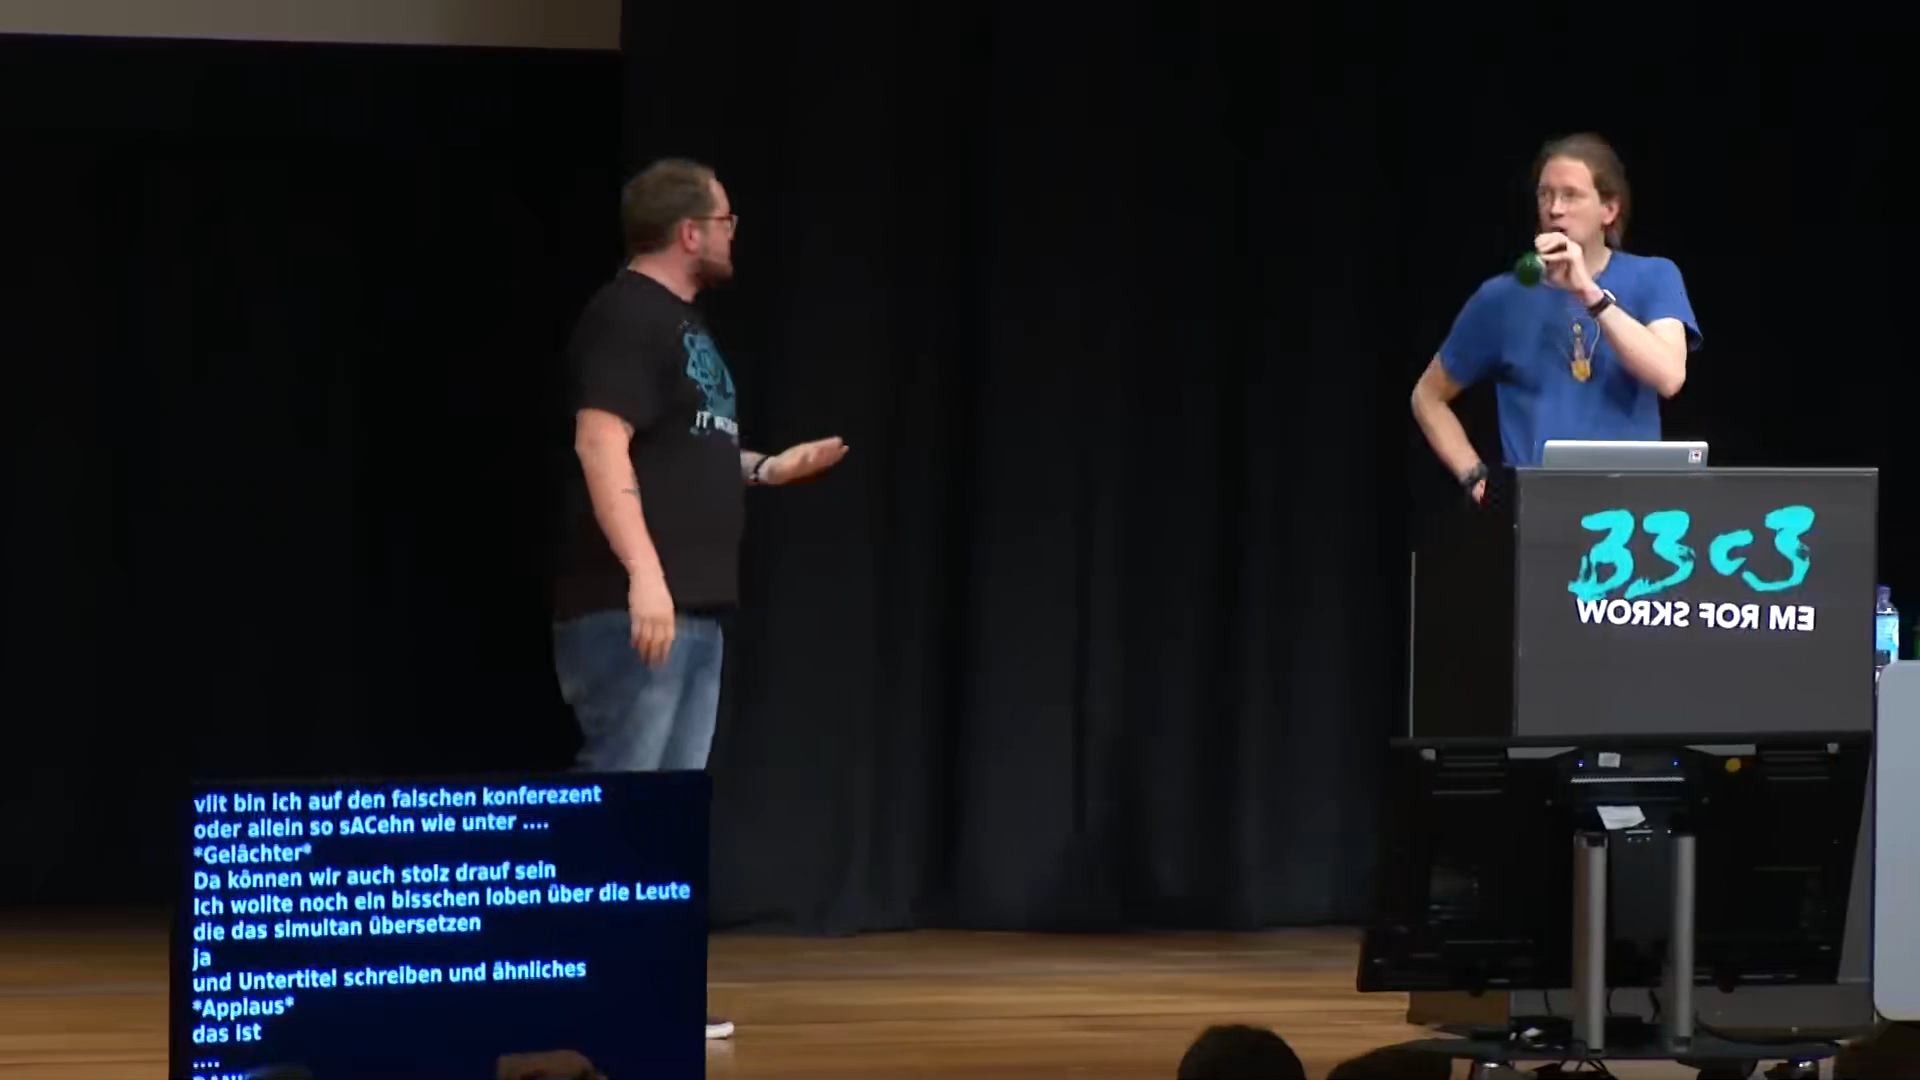 IT
33c3
WORKS FOR ME
vlit bin ich auf den falschen konferezent
oder allein so sACehn wie unter ....
*Gelächter*
Da können wir auch stolz drauf sein
Ich wollte noch ein bisschen loben über die Leute
die das simultan übersetzen
ja
und Untertitel schreiben und ähnliches
*Applaus*
das ist
....